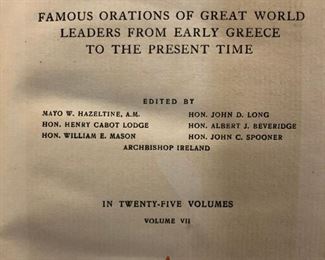 FAMOUS ORATIONS OF GREAT WORLD
LEADERS FROM EARLY GREECE
TO THE PRESENT TIME
EDITED BY
MAYO W. HAZELTINE, A.M. HON. JOHN D. LONG
HON. HENRY CABOT LODGE HON. ALBERT J. BEVERIDGE
HON. WILLIAM E. MASON HON. JOHN C. SPOONER
ARCHBISHOP IRELAND
IN TWENTY-FIVE VOLUMES
VOLUME VII